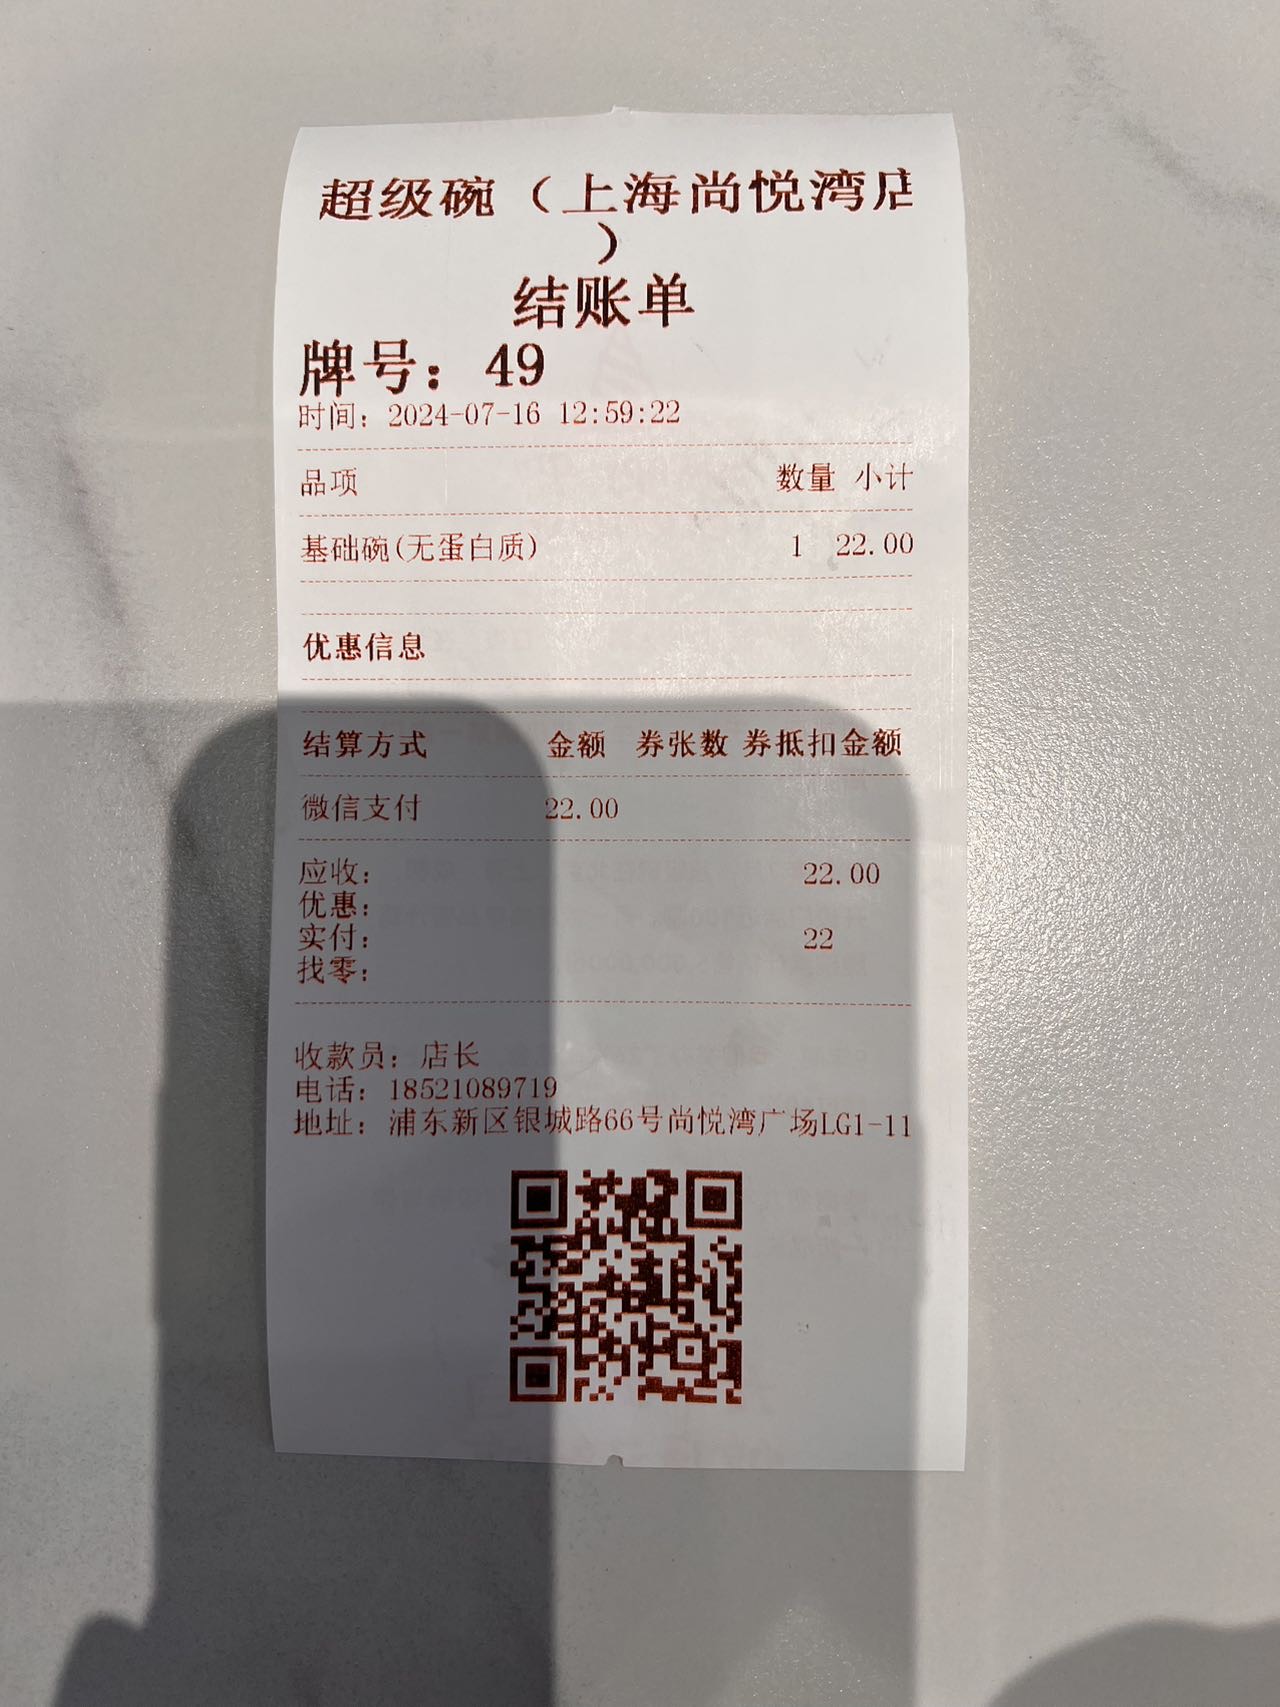 超级碗（上海尚悦湾店
）
结账单
牌号：49
时间：2024-07-16 12:59:22
品项 数量 小计
基础碗(无蛋白质) 1 22.00
优惠信息
结算方式 金额 券张数 券抵扣金额
微信支付 22.00
应收： 22.00
优惠：
实付： 22
找零：
收款员：店长
电话：18521089719
地址：浦东新区银城路66号尚悦湾广场LG1-11